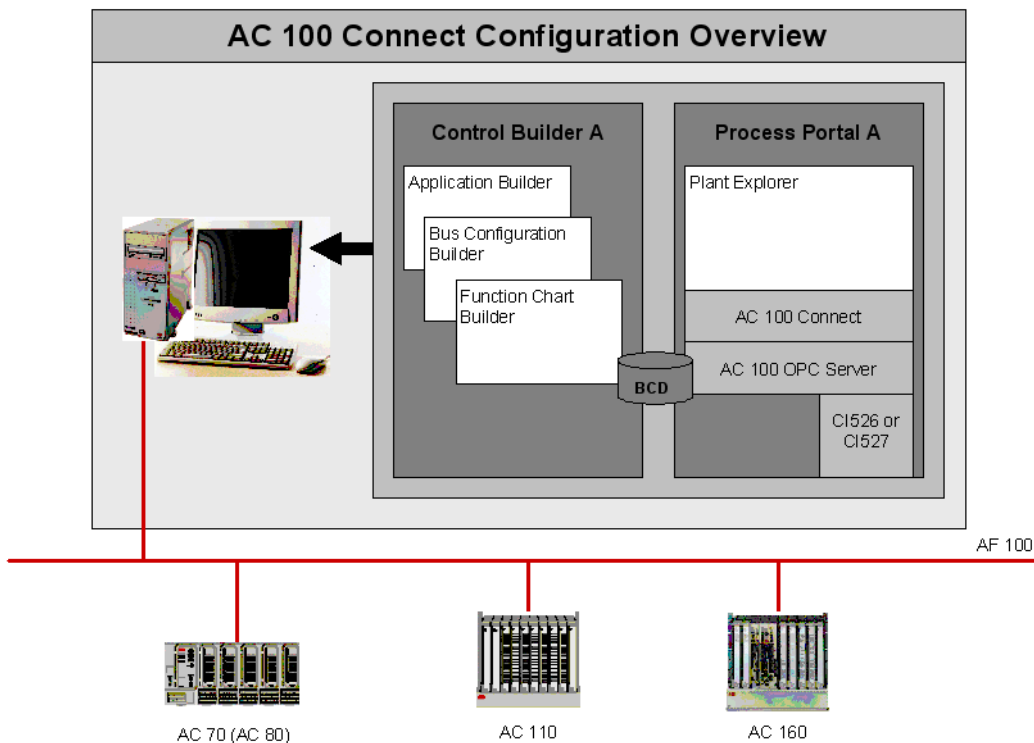 AC 100 Connect Configuration Overview
Control Builder A
Application Builder
Bus Configuration
Builder
Function Chart
Builder
BCD
Process Portal A
Plant Explorer
AC 100 Connect
AC 100 OPC Server
CI526 or
CI527
AF 100
AC 70 (AC 80)
AC 110
AC 160